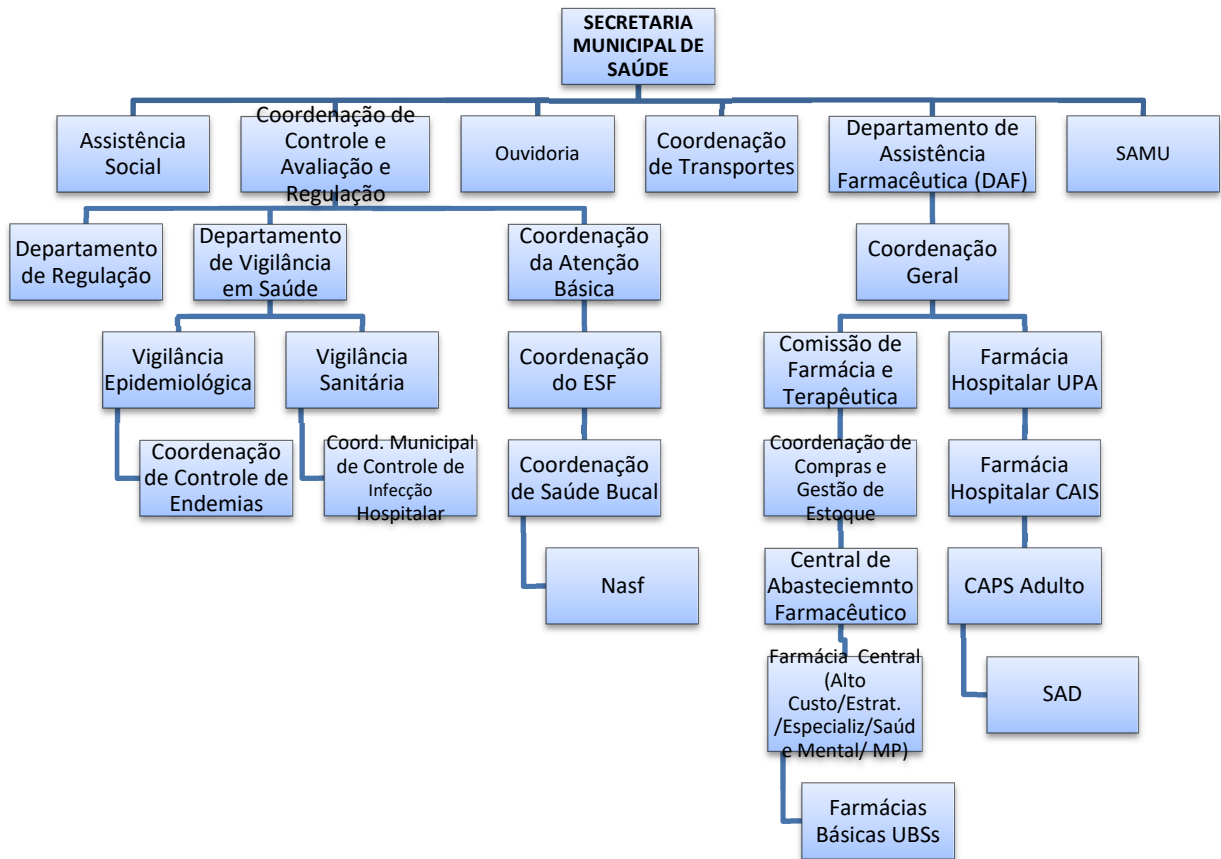 SECRETARIA
MUNICIPAL DE
SAÚDE
Assistência
Social
Coordenação de
Controle e
Avaliação e
Regulação
Ouvidoria
Coordenação
de Transportes
Departamento de
Assistência
Farmacêutica (DAF)
SAMU
Departamento
de Regulação
Departamento
de Vigilância
em Saúde
Coordenação
da Atenção
Básica
Coordenação
Geral
Vigilância
Epidemiológica
Vigilância
Sanitária
Coordenação
do ESF
Comissão de
Farmácia e
Terapêutica
Farmácia
Hospitalar UPA
Coordenação
de Controle de
Endemias
Coord. Municipal
de Controle de
Infecção
Hospitalar
Coordenação
de Saúde Bucal
Coordenação de
Compras e
Gestão de
Estoque
Farmácia
Hospitalar CAIS
Nasf
Central de
Abasteciemnto
Farmacêutico
CAPS Adulto
Farmácia Central
(Alto
Custo/Estrat.
/Especializ/Saúd
e Mental/ MP)
SAD
Farmácias
Básicas UBSs